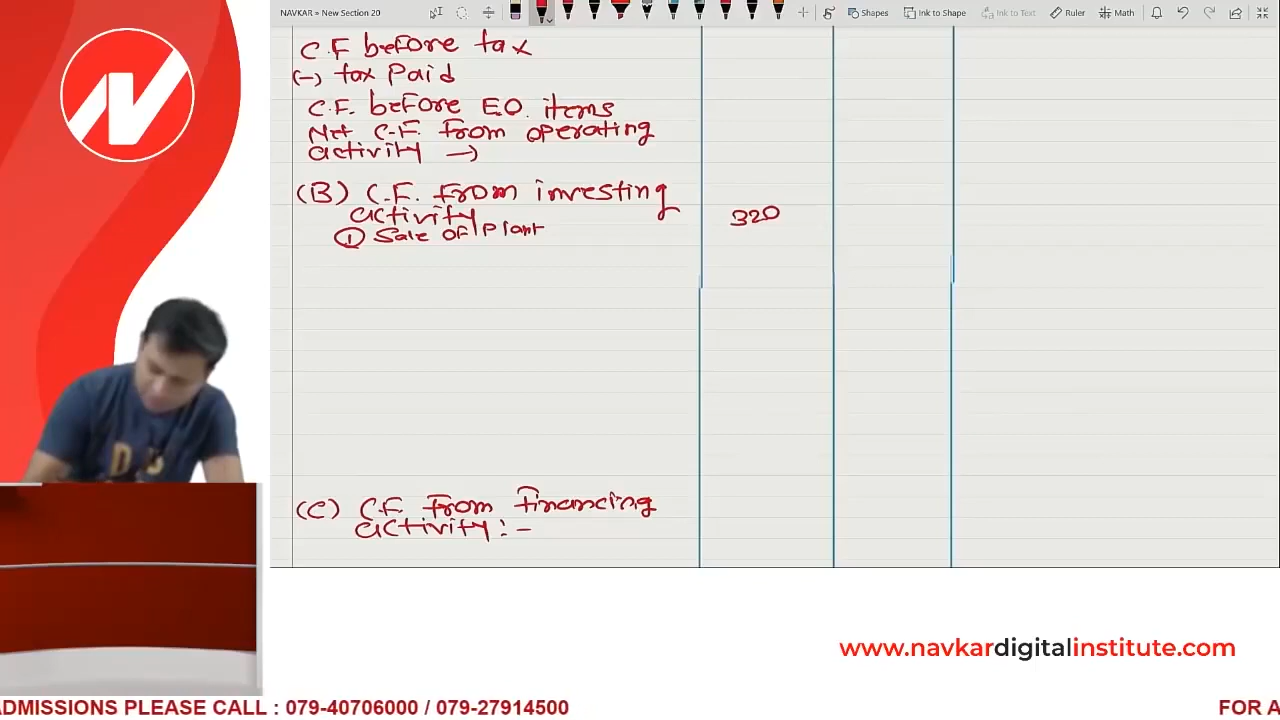 NAVKAR » New Section 20
Shapes
Ink to Shape
Ink to Text
Ruler
Math
C.F before tax
(-) tax Paid
C.F. before E.O. items
Net C.F. From operating
activity →
(B) C.F. From investing
activity
① Sale of Plant
320
(C) C.F. From Financing
activity :-
www.navkardigitalinstitute.com
ADMISSIONS PLEASE CALL : 079-40706000 / 079-27914500
FOR A